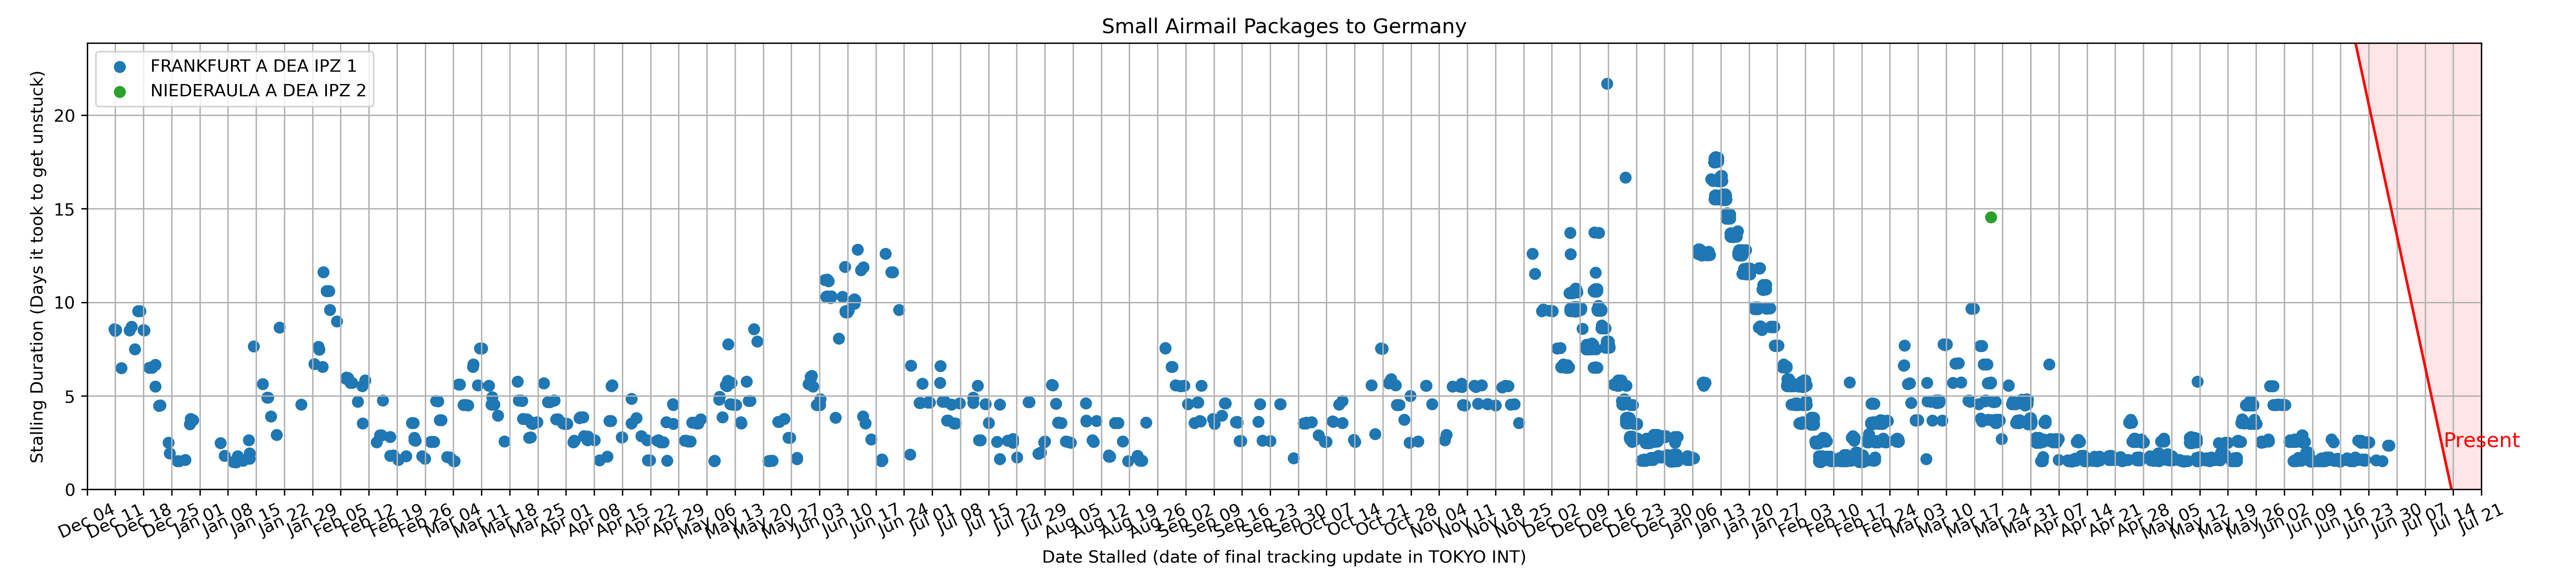 Small Airmail Packages to Germany
FRANKFURT A DEA IPZ 1
NIEDERAULA A DEA IPZ 2
Stalling Duration (Days it took to get unstuck)
20
15
10
5
0
Present
Dec 04 Dec 11 Dec 18 Dec 25 Jan 01 Jan 08 Jan 15 Jan 22 Jan 29 Feb 05 Feb 12 Feb 19 Feb 26 Mar 04 Mar 11 Mar 18 Mar 25 Apr 01 Apr 08 Apr 15 Apr 22 Apr 29 May 06 May 13 May 20 May 27 Jun 03 Jun 10 Jun 17 Jun 24 Jul 01 Jul 08 Jul 15 Jul 22 Jul 29 Aug 05 Aug 12 Aug 19 Aug 26 Sep 02 Sep 09 Sep 16 Sep 23 Sep 30 Oct 07 Oct 14 Oct 21 Oct 28 Nov 04 Nov 11 Nov 18 Nov 25 Dec 02 Dec 09 Dec 16 Dec 23 Dec 30 Jan 06 Jan 13 Jan 20 Jan 27 Feb 03 Feb 10 Feb 17 Feb 24 Mar 03 Mar 10 Mar 17 Mar 24 Mar 31 Apr 07 Apr 14 Apr 21 Apr 28 May 05 May 12 May 19 May 26 Jun 02 Jun 09 Jun 16 Jun 23 Jun 30 Jul 07 Jul 14 Jul 21
Date Stalled (date of final tracking update in TOKYO INT)